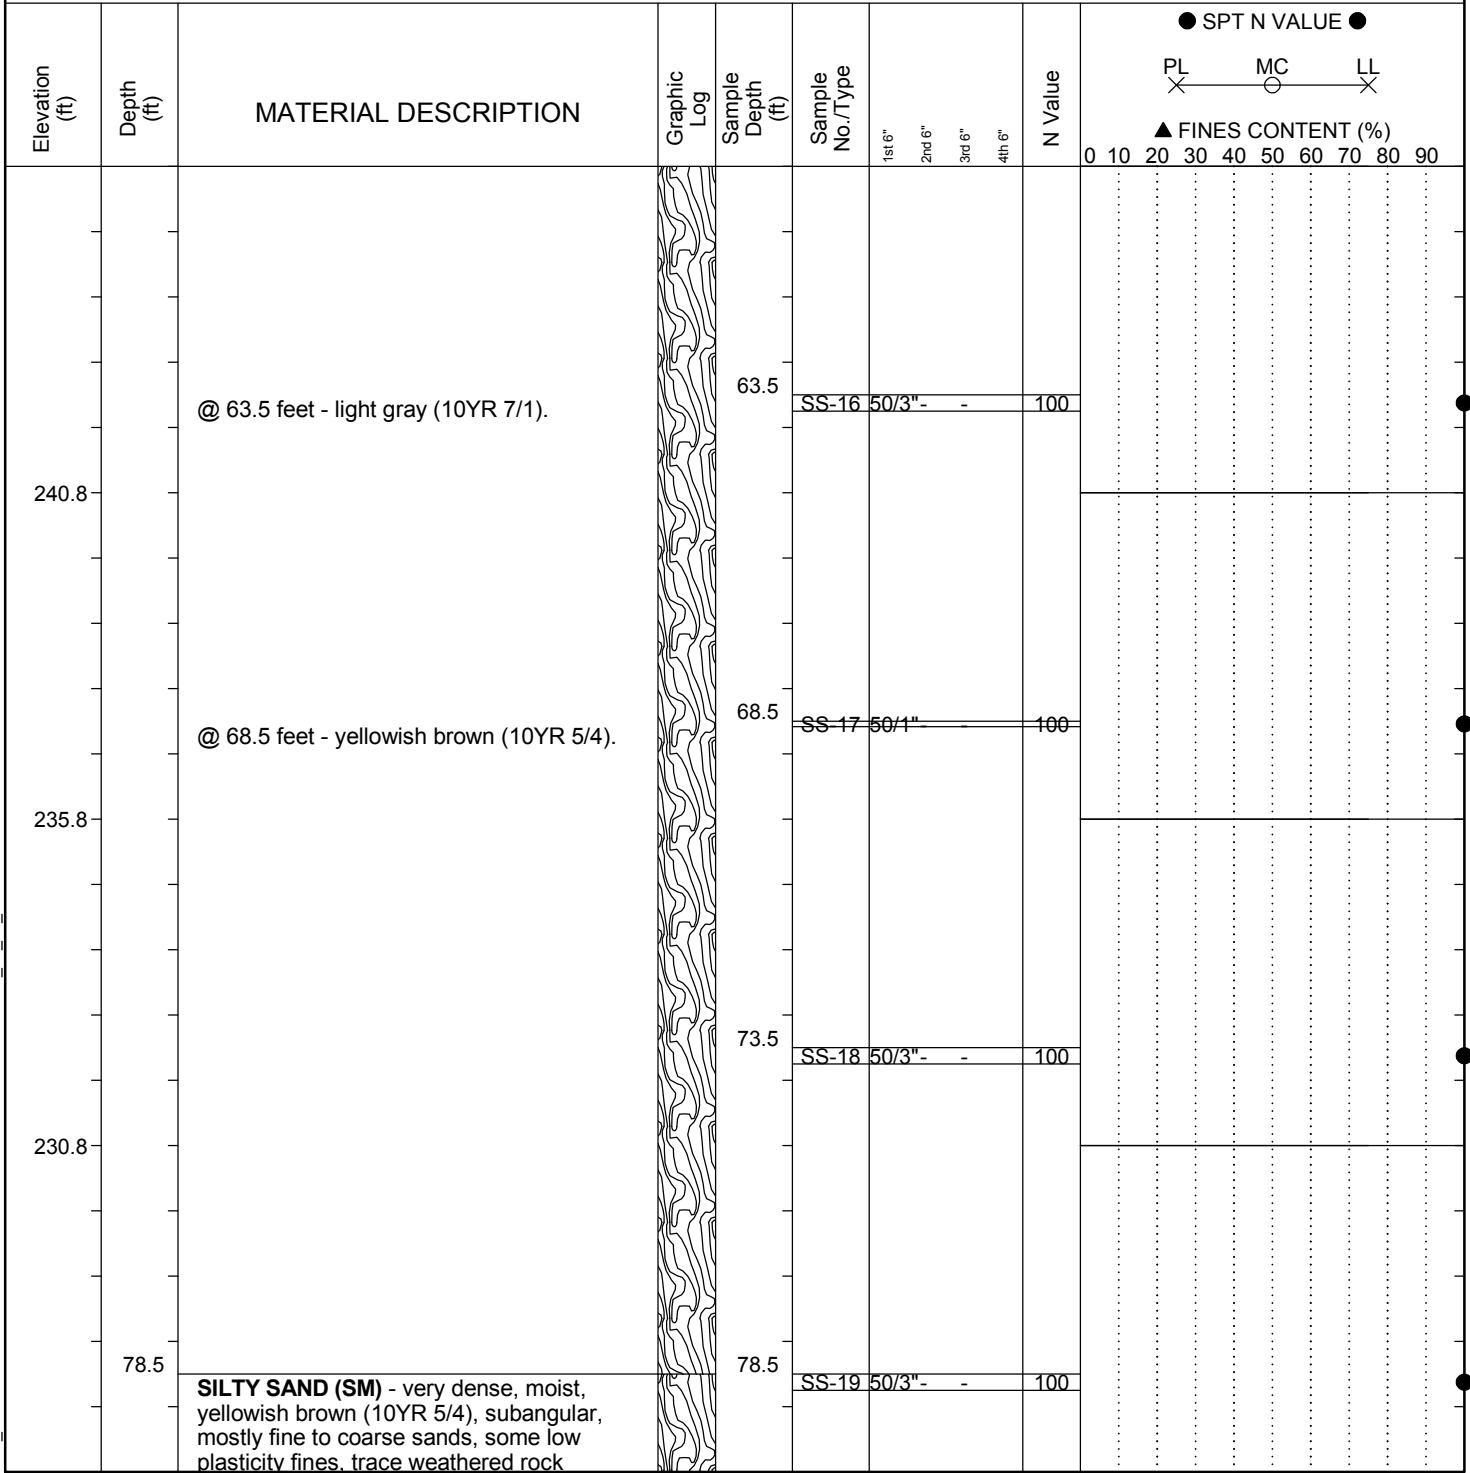 ● SPT N VALUE ●
PL MC LL
▲ FINES CONTENT (%)
0 10 20 30 40 50 60 70 80 90
Elevation (ft)
Depth (ft)
MATERIAL DESCRIPTION
Graphic Log
Sample Depth (ft)
Sample No./Type
1st 6"
2nd 6"
3rd 6"
4th 6"
N Value
63.5
@ 63.5 feet - light gray (10YR 7/1). SS-16 50/3" - - 100
240.8
68.5
@ 68.5 feet - yellowish brown (10YR 5/4). SS-17 50/1" - - 100
235.8
73.5
SS-18 50/3" - - 100
230.8
78.5 78.5
SILTY SAND (SM) - very dense, moist, SS-19 50/3" - - 100
yellowish brown (10YR 5/4), subangular,
mostly fine to coarse sands, some low
plasticity fines, trace weathered rock